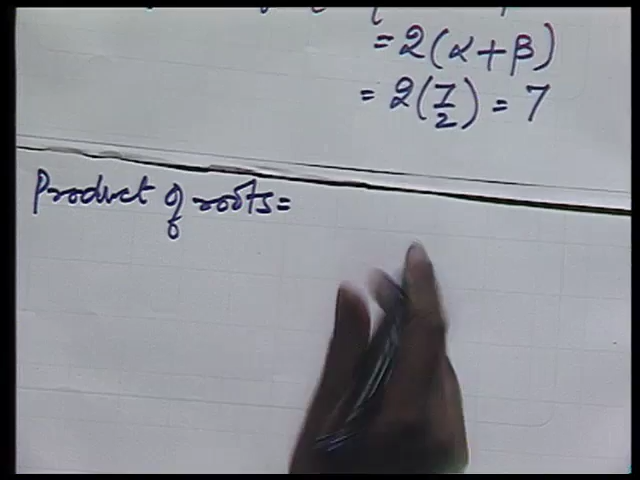 = 2(α+β)
= 2(7/2) = 7
Product of roots=